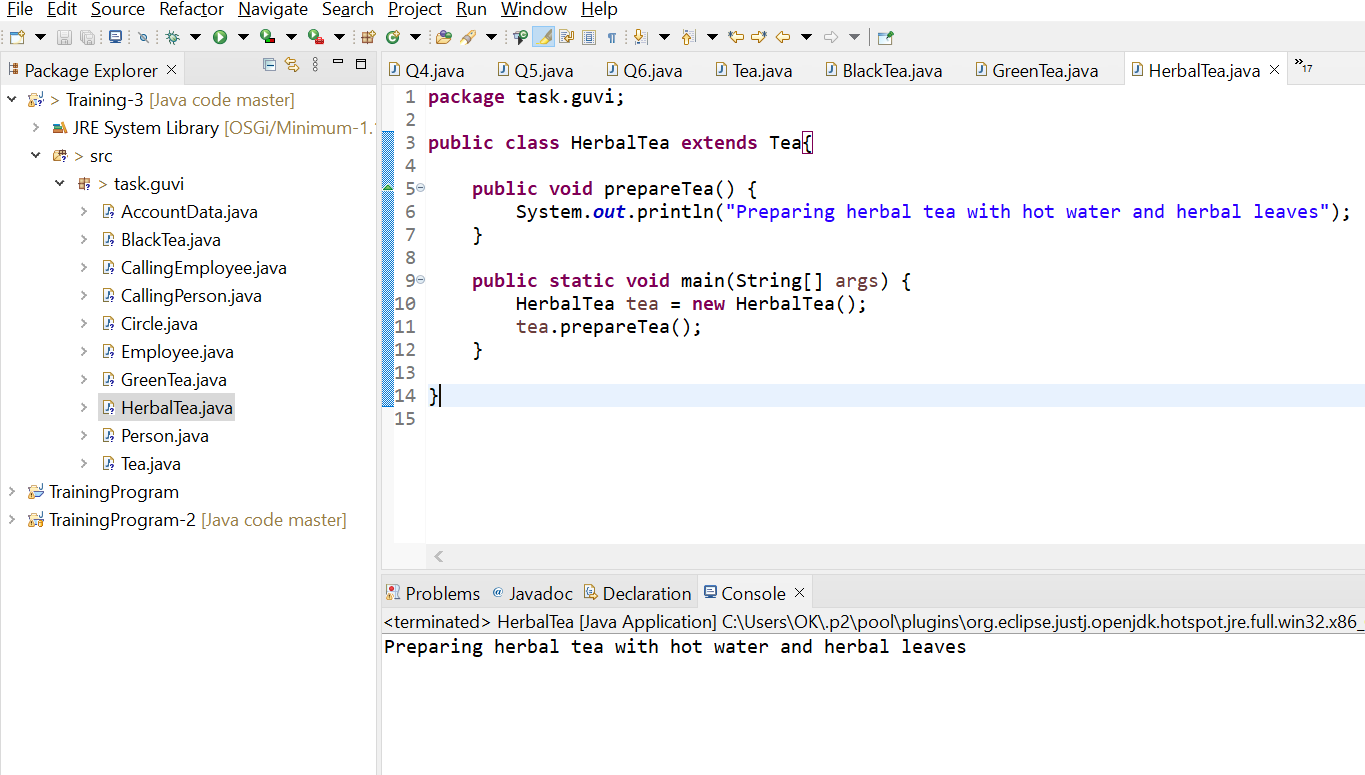 File Edit Source Refactor Navigate Search Project Run Window Help
Package Explorer
> Training-3 [Java code master]
JRE System Library [OSGi/Minimum-1.
> src
> task.guvi
AccountData.java
BlackTea.java
CallingEmployee.java
CallingPerson.java
Circle.java
Employee.java
GreenTea.java
HerbalTea.java
Person.java
Tea.java
TrainingProgram
TrainingProgram-2 [Java code master]
Q4.java Q5.java Q6.java Tea.java BlackTea.java GreenTea.java HerbalTea.java »17
1 package task.guvi;
2
3 public class HerbalTea extends Tea{
4
5 public void prepareTea() {
6 System.out.println("Preparing herbal tea with hot water and herbal leaves");
7 }
8
9 public static void main(String[] args) {
10 HerbalTea tea = new HerbalTea();
11 tea.prepareTea();
12 }
13
14 }
15
Problems Javadoc Declaration Console
<terminated> HerbalTea [Java Application] C:\Users\OK\.p2\pool\plugins\org.eclipse.justj.openjdk.hotspot.jre.full.win32.x86_
Preparing herbal tea with hot water and herbal leaves